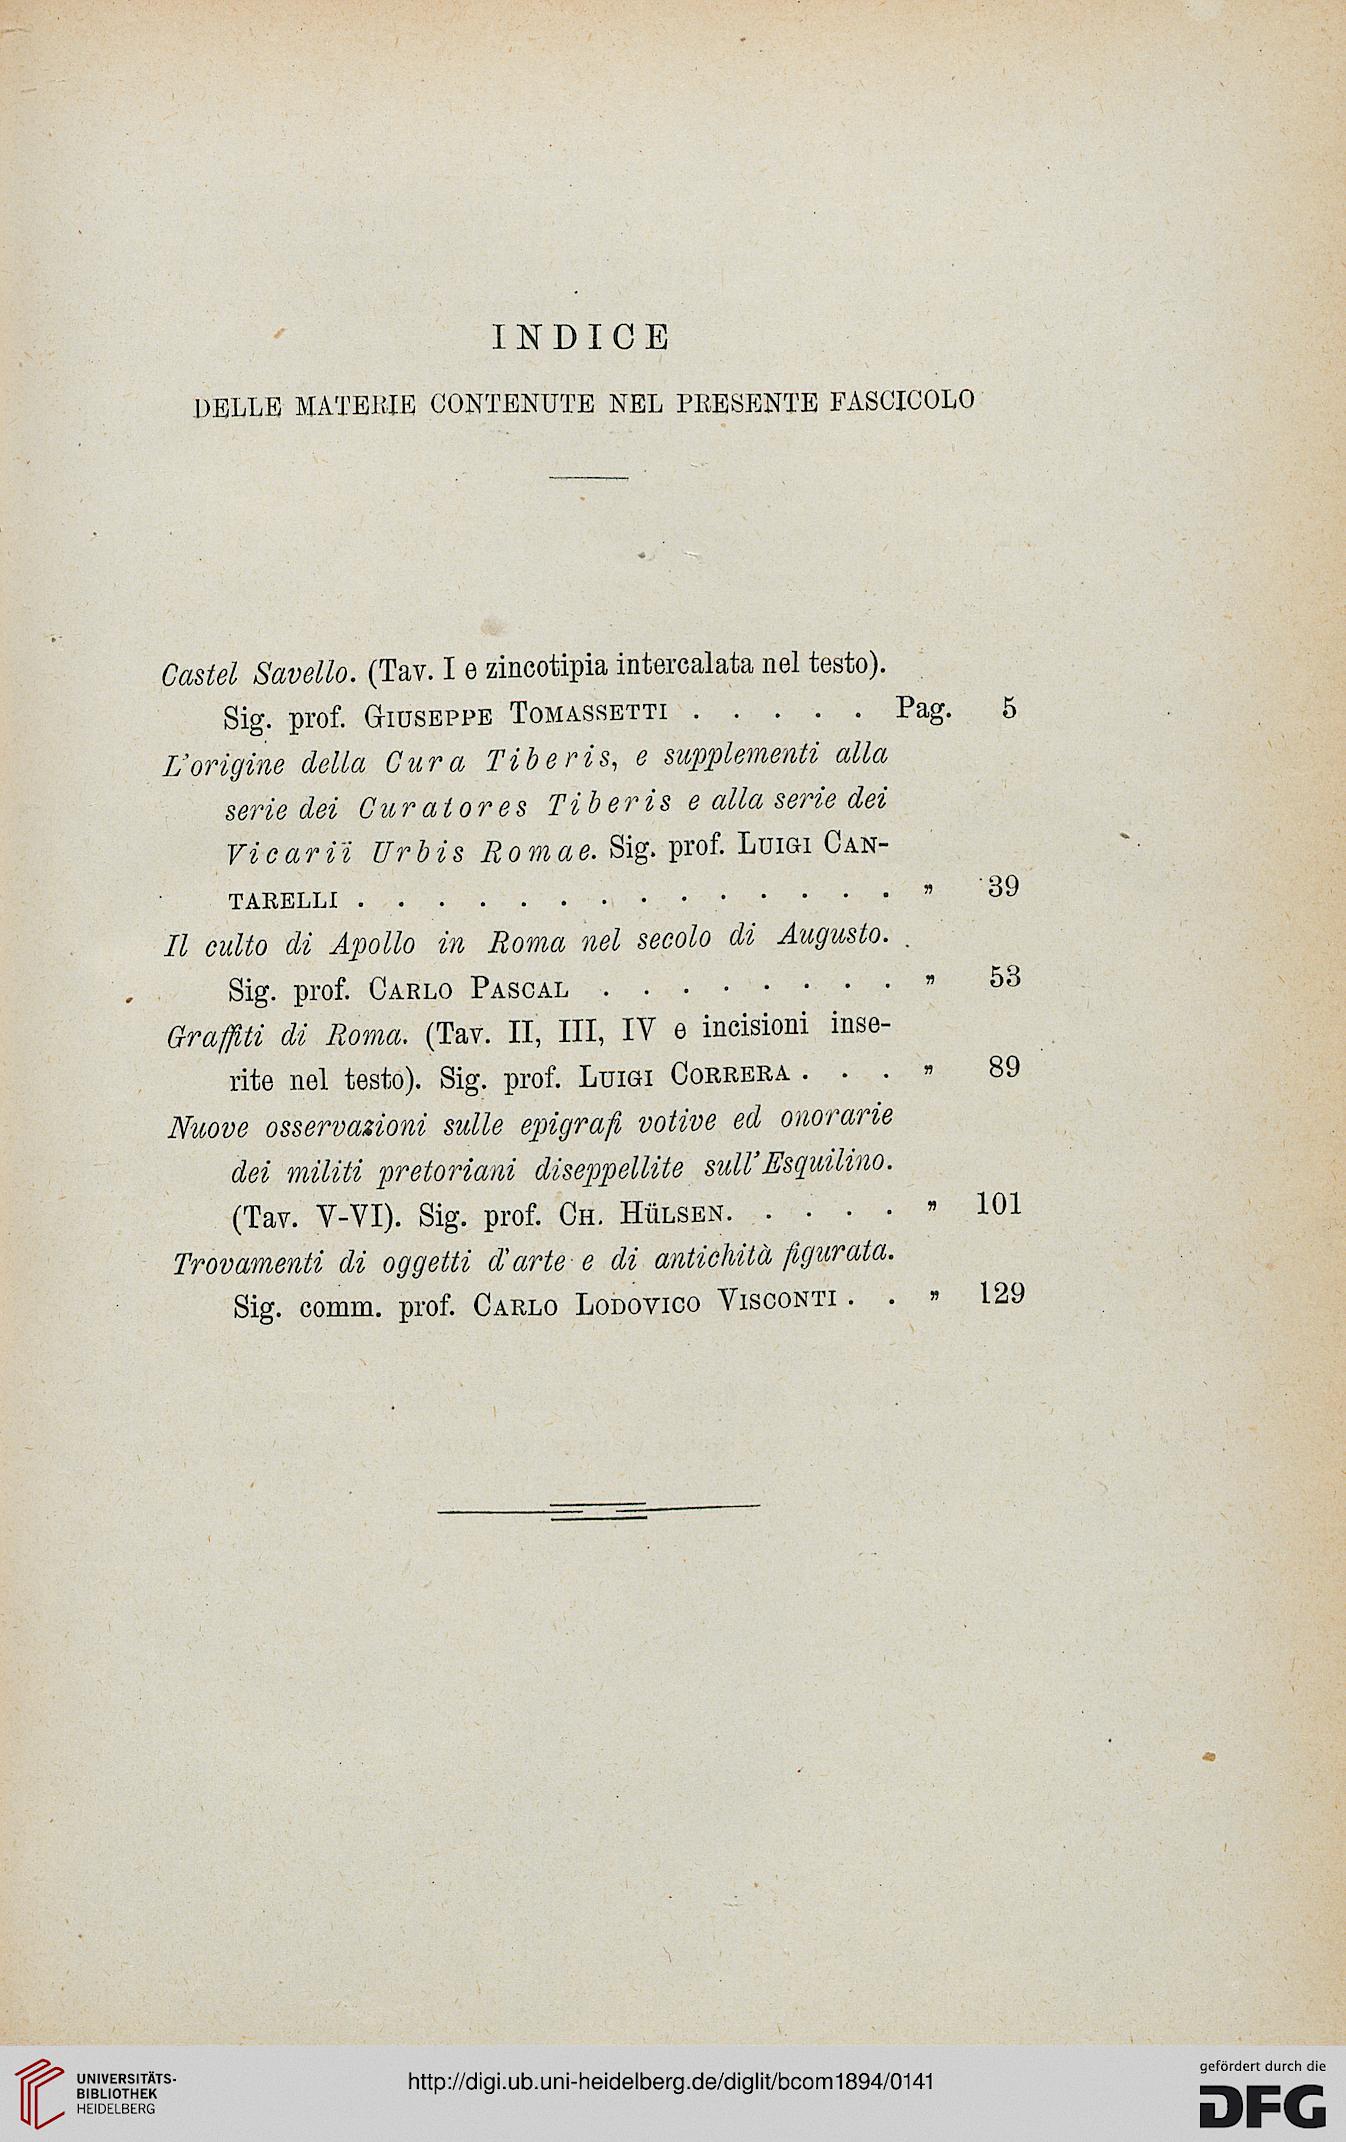 INDICE
DELLE MATERIE CONTENUTE NEL PRESENTE FASCICOLO
Castel Savello. (Tav. I e zincotipia intercalata nel testo).
Sig. prof. GIUSEPPE TOMASSETTI . . . . . Pag. 5
L'origine della Cura Tiberis, e supplementi alla
serie dei Curatores Tiberis e alla serie dei
Vicarii Urbis Romae. Sig. prof. LUIGI CAN-
TARELLI . . . . . . . . . . . . . . » 39
Il culto di Apollo in Roma nel secolo di Augusto. .
Sig. prof. CARLO PASCAL . . . . . . . . » 53
Graffiti di Roma. (Tav. II, III, IV e incisioni inse-
rite nel testo). Sig. prof. LUIGI CORRERA . . . » 89
Nuove osservazioni sulle epigrafi votive ed onorarie
dei militi pretoriani diseppellite sull'Esquilino.
(Tav. V-VI). Sig. prof. CH. HÜLSEN. . . . . » 101
Trovamenti di oggetti d'arte e di antichità figurata.
Sig. comm. prof. CARLO LODOVICO VISCONTI . . » 129
UNIVERSITÄTS-
BIBLIOTHEK
HEIDELBERG
http://digi.ub.uni-heidelberg.de/diglit/bcom1894/0141
gefördert durch die
DFG